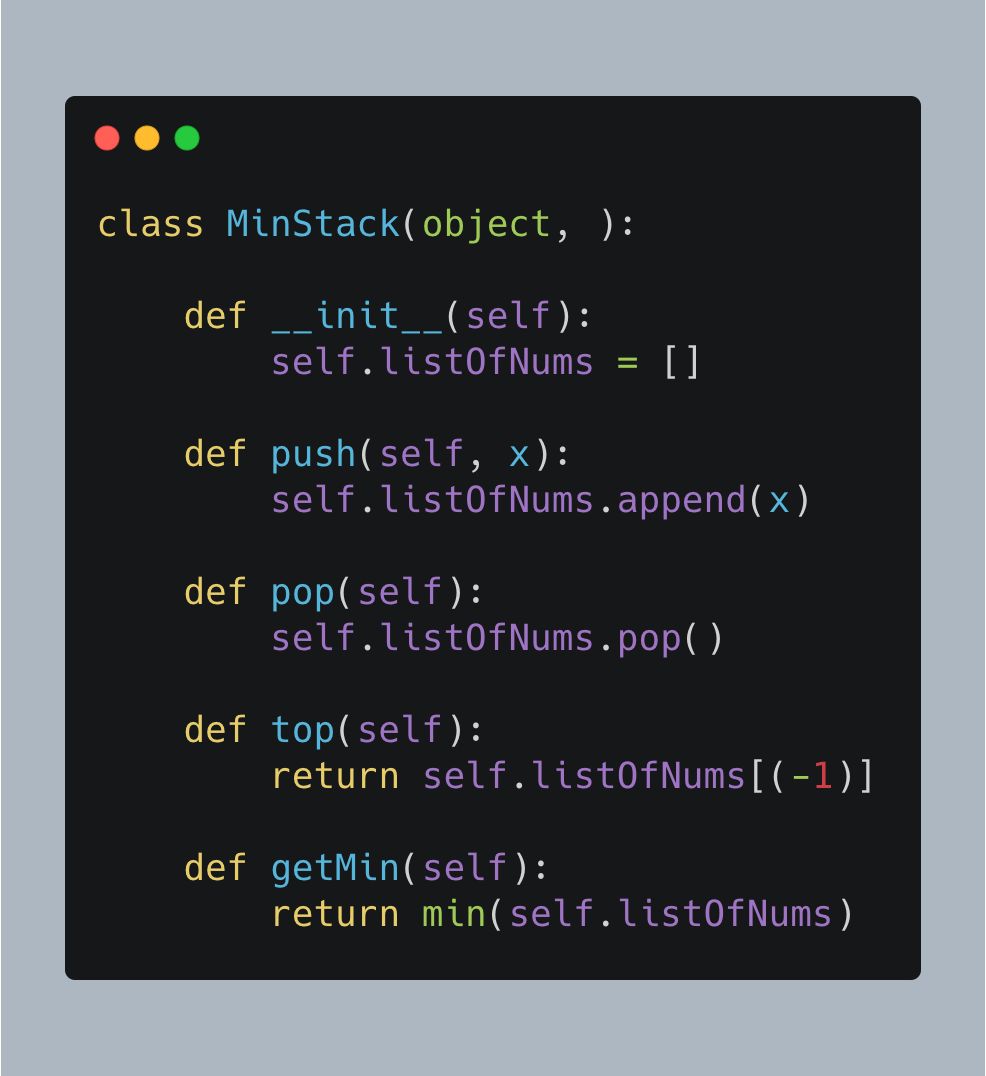 class MinStack(object, ):
    def __init__(self):
        self.listOfNums = []
    def push(self, x):
        self.listOfNums.append(x)
    def pop(self):
        self.listOfNums.pop()
    def top(self):
        return self.listOfNums[(-1)]
    def getMin(self):
        return min(self.listOfNums)